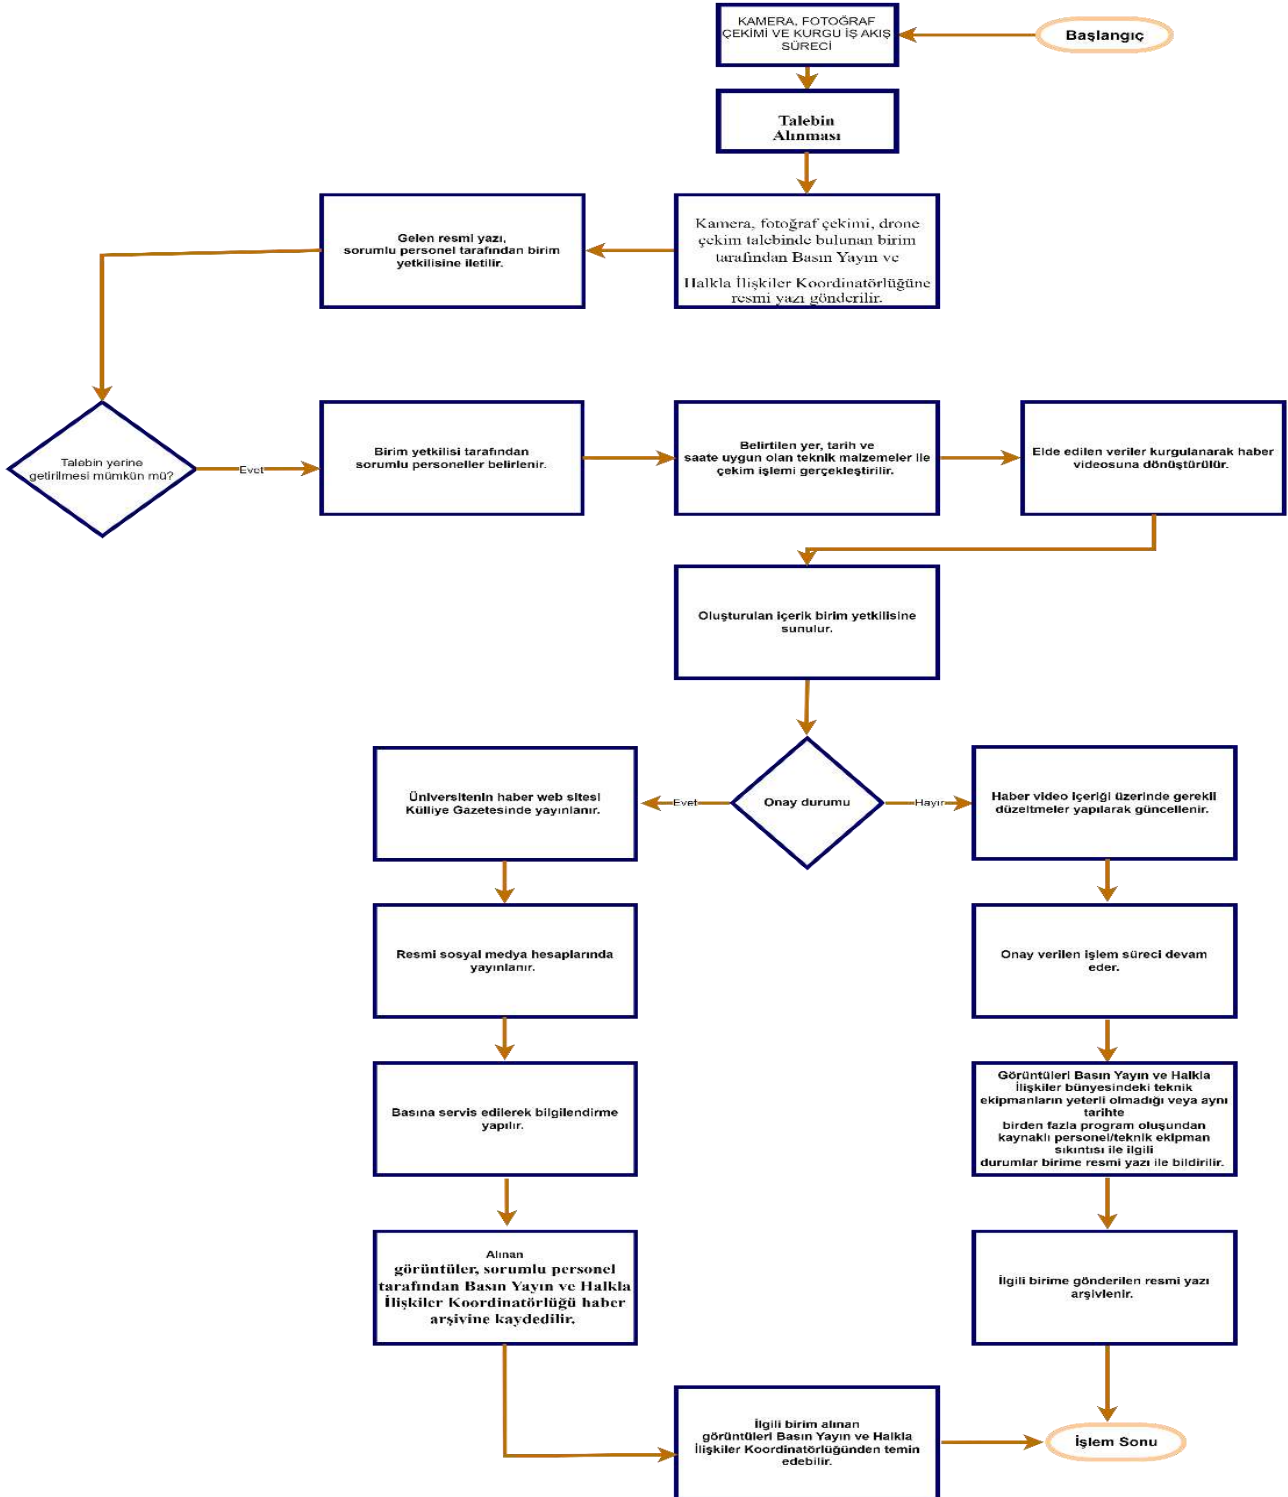 KAMERA, FOTOĞRAF
ÇEKİMİ VE KURGU İŞ AKIŞ
SÜRECİ
Başlangıç
Talebin
Alınması
Kamera, fotoğraf çekimi, drone
çekim talebinde bulunan birim
tarafından Basın Yayın ve
Halkla İlişkiler Koordinatörlüğüne
resmi yazı gönderilir.
Gelen resmi yazı,
sorumlu personel tarafından birim
yetkilisine iletilir.
Talebin yerine
getirilmesi mümkün mü?
Evet
Birim yetkilisi tarafından
sorumlu personeller belirlenir.
Belirtilen yer, tarih ve
saate uygun olan teknik malzemeler ile
çekim işlemi gerçekleştirilir.
Elde edilen veriler kurgulanarak haber
videosuna dönüştürülür.
Oluşturulan içerik birim yetkilisine
sunulur.
Onay durumu
Evet
Hayır
Üniversitenin haber web sitesi
Külliye Gazetesinde yayınlanır.
Haber video içeriği üzerinde gerekli
düzeltmeler yapılarak güncellenir.
Resmi sosyal medya hesaplarında
yayınlanır.
Onay verilen işlem süreci devam
eder.
Basına servis edilerek bilgilendirme
yapılır.
Görüntüleri Basın Yayın ve Halkla
İlişkiler bünyesindeki teknik
ekipmanların yeterli olmadığı veya aynı
tarihte
birden fazla program oluşundan
kaynaklı personel/teknik ekipman
sıkıntısı ile ilgili
durumlar birime resmi yazı ile bildirilir.
Alınan
görüntüler, sorumlu personel
tarafından Basın Yayın ve Halkla
İlişkiler Koordinatörlüğü haber
arşivine kaydedilir.
İlgili birime gönderilen resmi yazı
arşivlenir.
İlgili birim alınan
görüntüleri Basın Yayın ve Halkla
İlişkiler Koordinatörlüğünden temin
edebilir.
İşlem Sonu